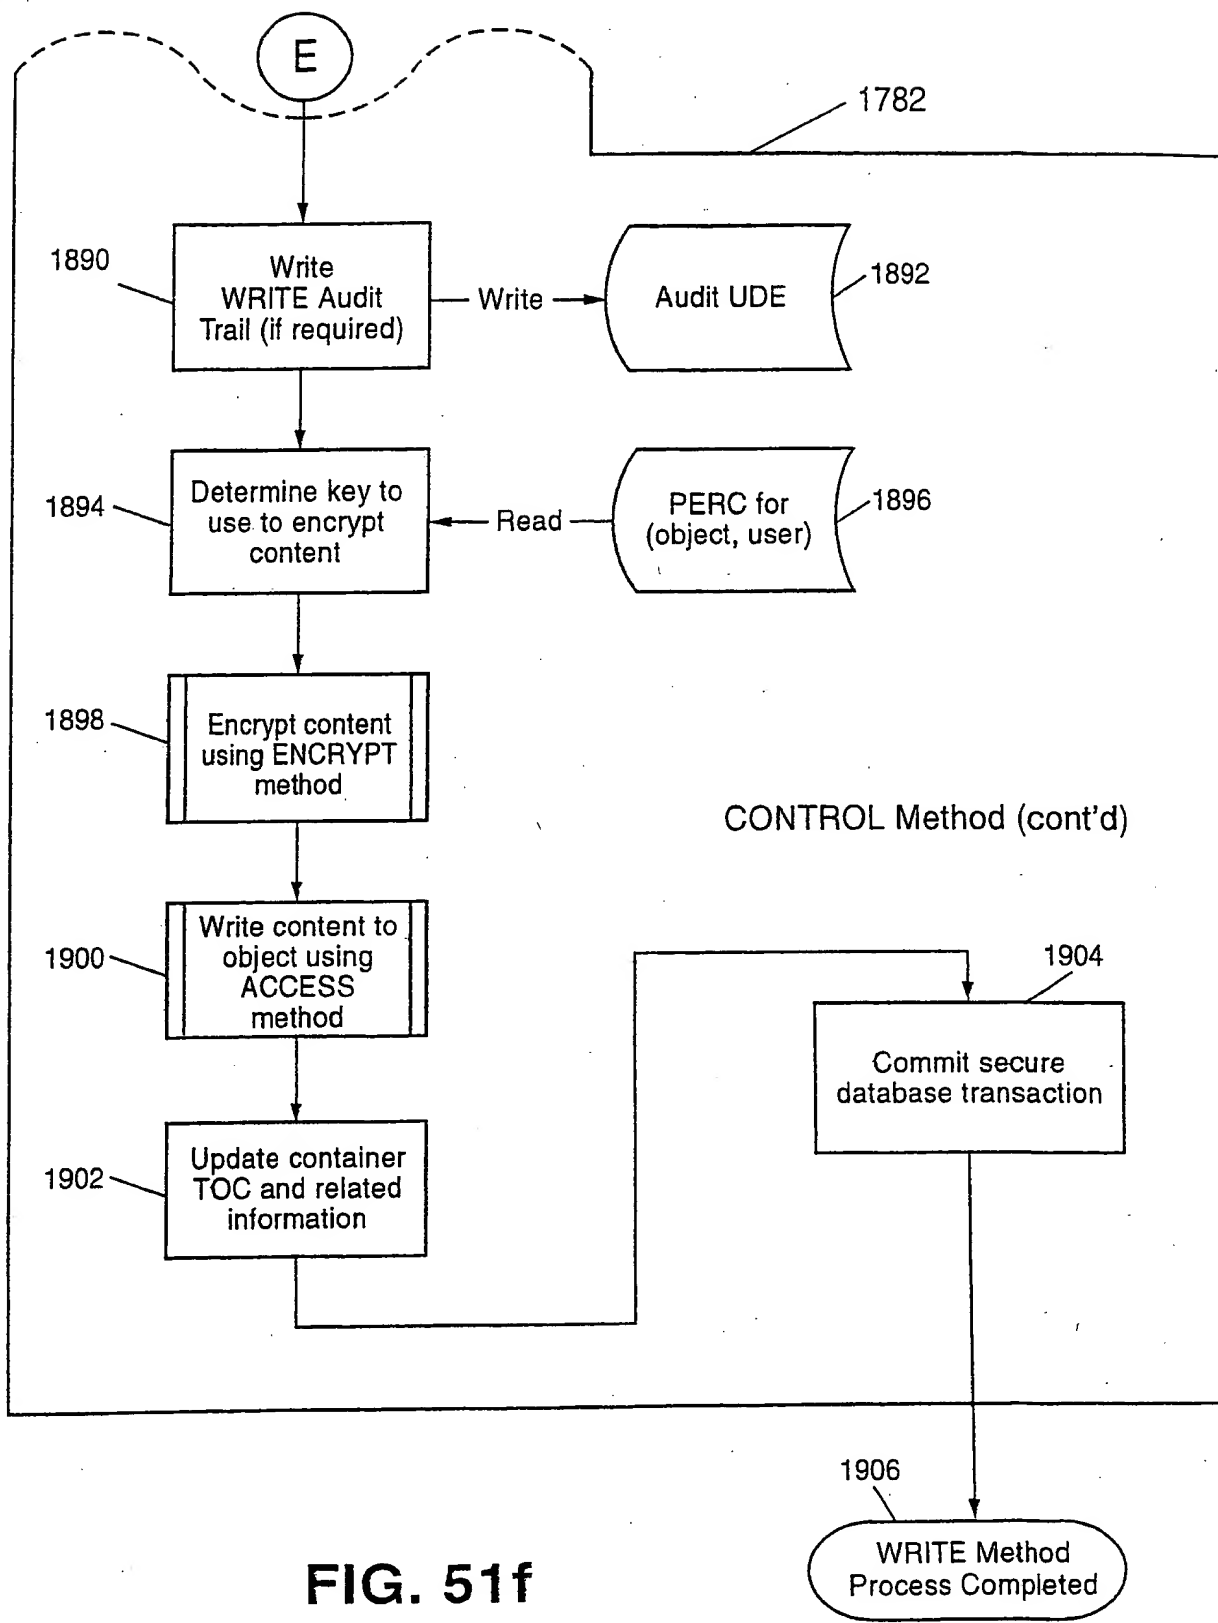 E
1782
1890
Write
WRITE Audit
Trail (if required)
Write
Audit UDE
1892
1894
Determine key to
use to encrypt
content
Read
PERC for
(object, user)
1896
1898
Encrypt content
using ENCRYPT
method
CONTROL Method (cont'd)
1900
Write content to
object using
ACCESS
method
1904
Commit secure
database transaction
1902
Update container
TOC and related
information
1906
WRITE Method
Process Completed
FIG. 51f